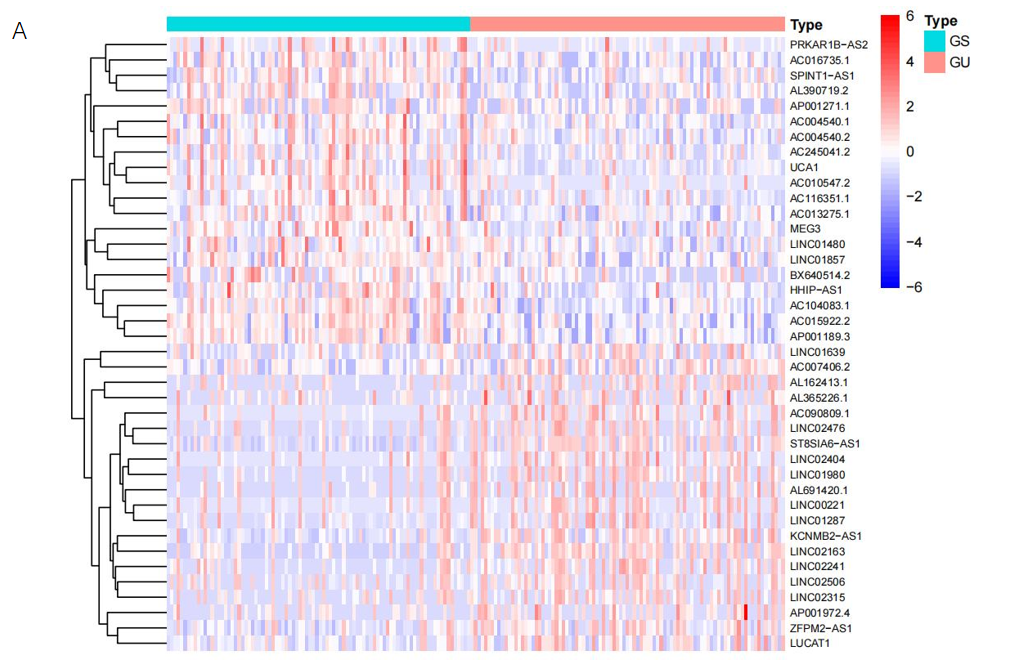 A
Type
PRKAR1B−AS2
AC016735.1
SPINT1−AS1
AL390719.2
AP001271.1
AC004540.1
AC004540.2
AC245041.2
UCA1
AC010547.2
AC116351.1
AC013275.1
MEG3
LINC01480
LINC01857
BX640514.2
HHIP−AS1
AC104083.1
AC015922.2
AP001189.3
LINC01639
AC007406.2
AL162413.1
AL365226.1
AC090809.1
LINC02476
ST8SIA6−AS1
LINC02404
LINC01980
AL691420.1
LINC00221
LINC01287
KCNMB2−AS1
LINC02163
LINC02241
LINC02506
LINC02315
AP001972.4
ZFPM2−AS1
LUCAT1
6
4
2
0
−2
−4
−6
Type
GS
GU